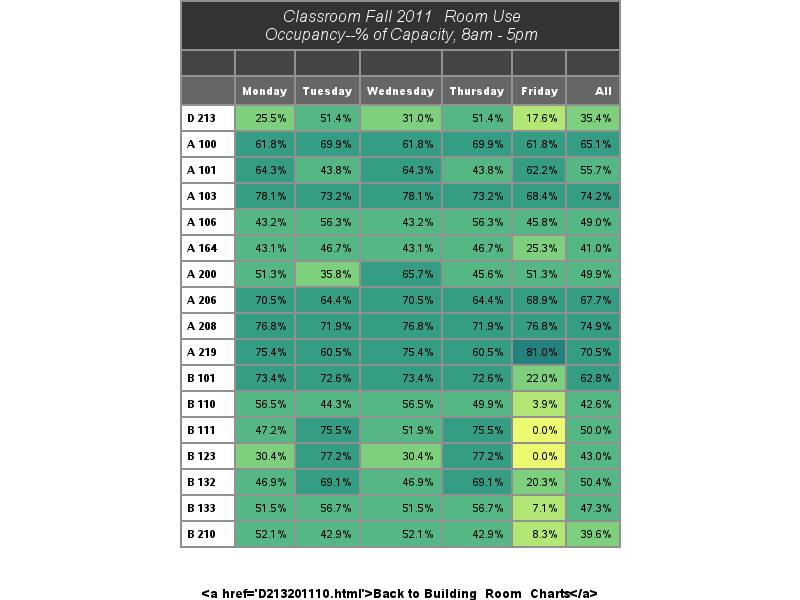 Classroom Fall 2011 Room Use
Occupancy--% of Capacity, 8am - 5pm
Monday Tuesday Wednesday Thursday Friday All
D 213 25.5% 51.4% 31.0% 51.4% 17.6% 35.4%
A 100 61.8% 69.9% 61.8% 69.9% 61.8% 65.1%
A 101 64.3% 43.8% 64.3% 43.8% 62.2% 55.7%
A 103 78.1% 73.2% 78.1% 73.2% 68.4% 74.2%
A 106 43.2% 56.3% 43.2% 56.3% 45.8% 49.0%
A 164 43.1% 46.7% 43.1% 46.7% 25.3% 41.0%
A 200 51.3% 35.8% 65.7% 45.6% 51.3% 49.9%
A 206 70.5% 64.4% 70.5% 64.4% 68.9% 67.7%
A 208 76.8% 71.9% 76.8% 71.9% 76.8% 74.9%
A 219 75.4% 60.5% 75.4% 60.5% 81.0% 70.5%
B 101 73.4% 72.6% 73.4% 72.6% 22.0% 62.8%
B 110 56.5% 44.3% 56.5% 49.9% 3.9% 42.6%
B 111 47.2% 75.5% 51.9% 75.5% 0.0% 50.0%
B 123 30.4% 77.2% 30.4% 77.2% 0.0% 43.0%
B 132 46.9% 69.1% 46.9% 69.1% 20.3% 50.4%
B 133 51.5% 56.7% 51.5% 56.7% 7.1% 47.3%
B 210 52.1% 42.9% 52.1% 42.9% 8.3% 39.6%
<a href='D213201110.html'>Back to Building_Room_Charts</a>